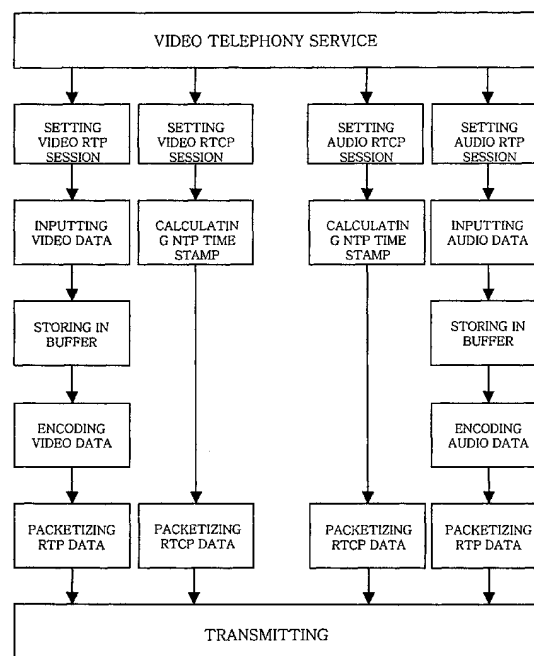 VIDEO TELEPHONY SERVICE
SETTING
VIDEO RTP
SESSION
SETTING
VIDEO RTCP
SESSION
SETTING
AUDIO RTCP
SESSION
SETTING
AUDIO RTP
SESSION
INPUTTING
VIDEO DATA
CALCULATIN
G NTP TIME
STAMP
CALCULATIN
G NTP TIME
STAMP
INPUTTING
AUDIO DATA
STORING IN
BUFFER
STORING IN
BUFFER
ENCODING
VIDEO DATA
ENCODING
AUDIO DATA
PACKETIZING
RTP DATA
PACKETIZING
RTCP DATA
PACKETIZING
RTCP DATA
PACKETIZING
RTP DATA
TRANSMITTING